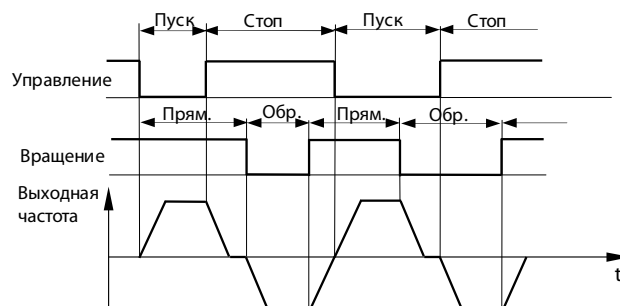 Пуск Стоп Пуск Стоп
Управление
Прям. Обр. Прям. Обр.
Вращение
Выходная
частота
t